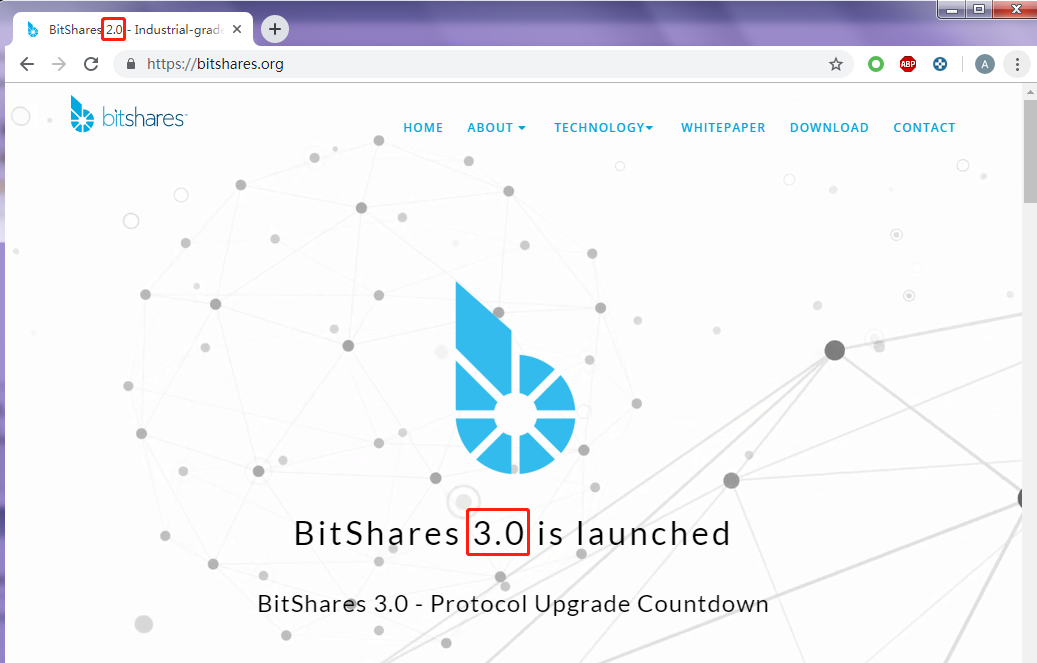 BitShares 2.0 - Industrial-grade
https://bitshares.org
ABP
A
bitshares
HOME ABOUT TECHNOLOGY WHITEPAPER DOWNLOAD CONTACT
BitShares 3.0 is launched
BitShares 3.0 - Protocol Upgrade Countdown